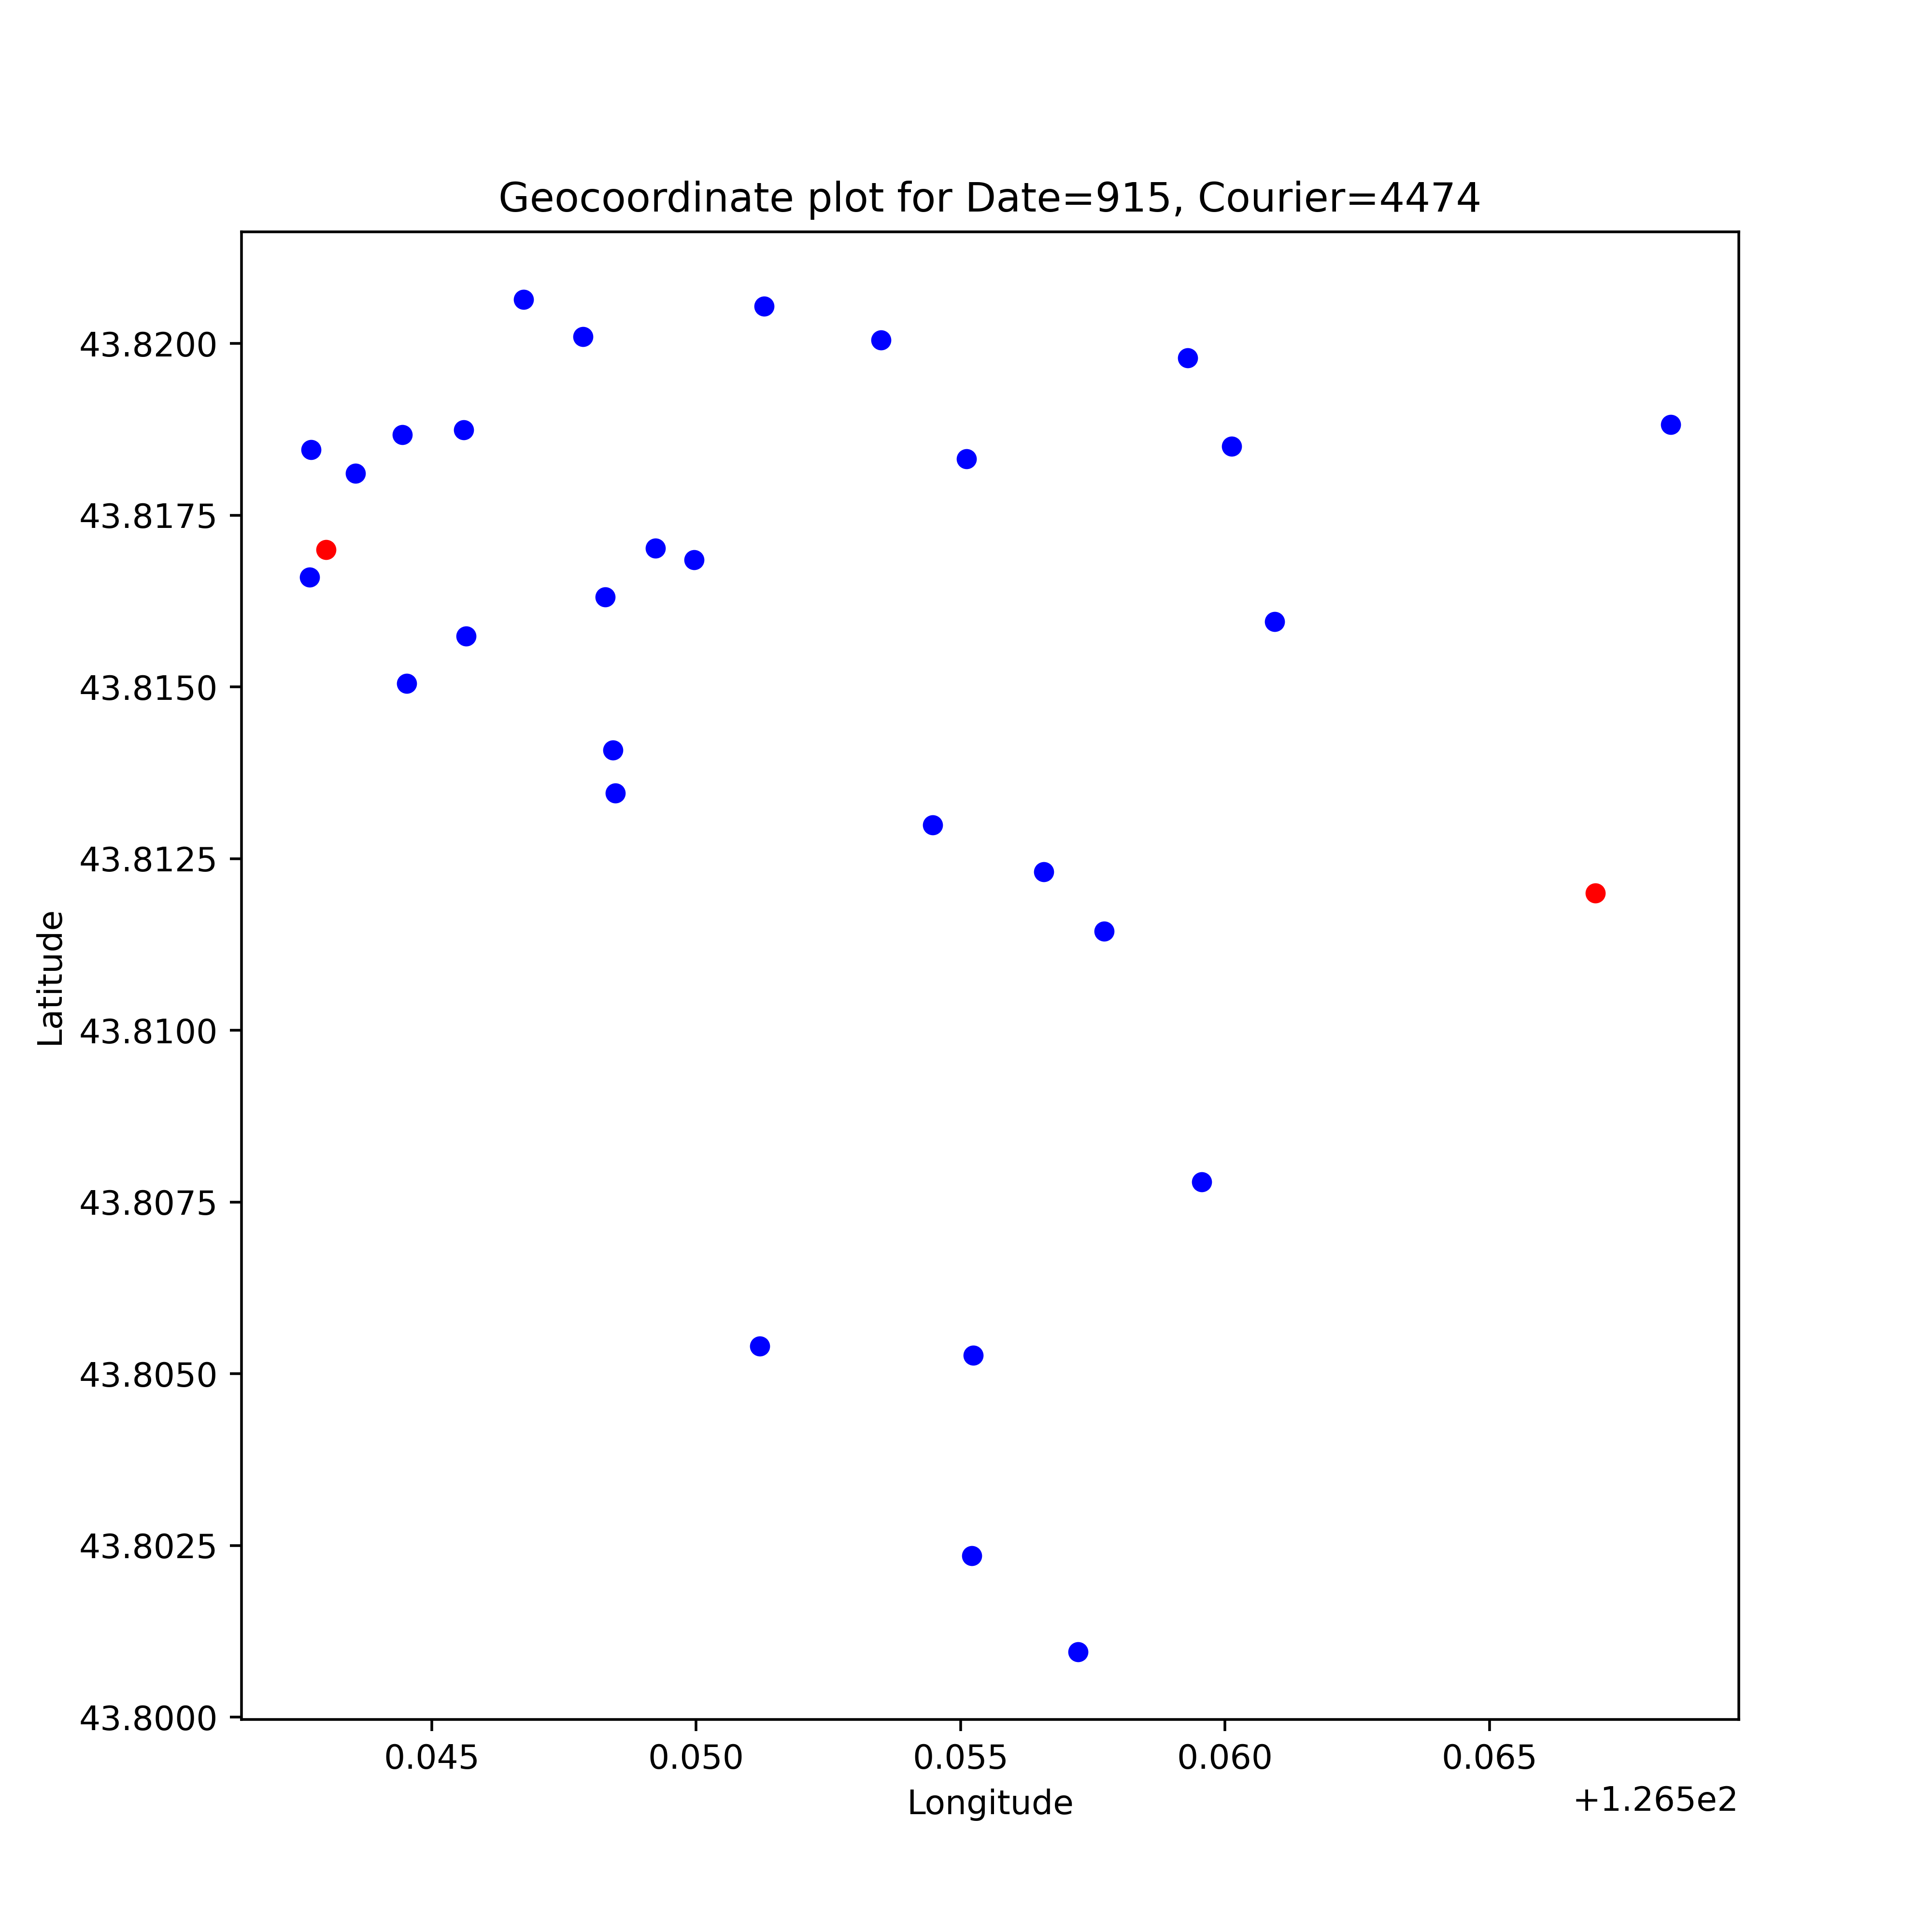 Geocoordinate plot for Date=915, Courier=4474
43.8200
43.8175
43.8150
43.8125
43.8100
43.8075
43.8050
43.8025
43.8000
Latitude
0.045 0.050 0.055 0.060 0.065
Longitude
+1.265e2